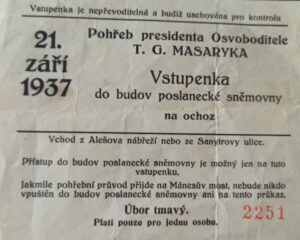 Vstupenka je nepřevoditelná a budiž uschována pro kontrolu
21.
září
1937
Pohřeb presidenta Osvoboditele
T. G. MASARYKA
Vstupenka
do budov poslanecké sněmovny
na ochoz
Vchod z Alešova nábřeží nebo ze Sanytrovy ulice.
Přístup do budov poslanecké sněmovny je možný jen na tuto
vstupenku.
Jakmile pohřební průvod přijde na Mánesův most, nebude nikdo
vpuštěn do budov poslanecké sněmovny ani na tento průkaz.
Úbor tmavý.
Platí pouze pro jednu osobu.
2251